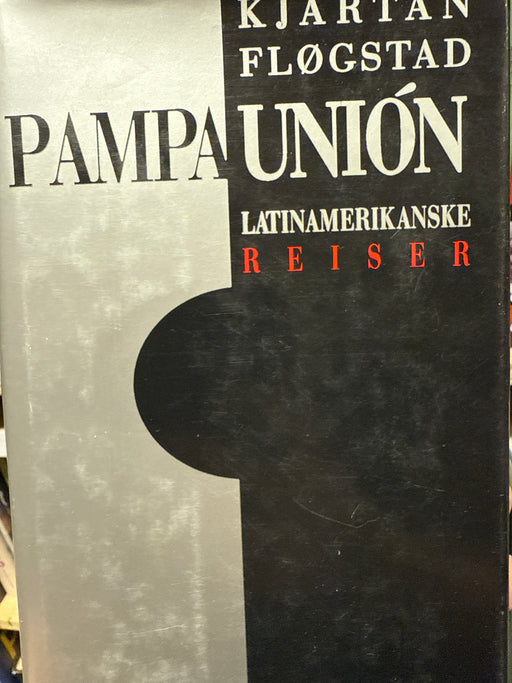 KJARTAN
FLØGSTAD
PAMPA UNIÓN
LATINAMERIKANSKE
REISER